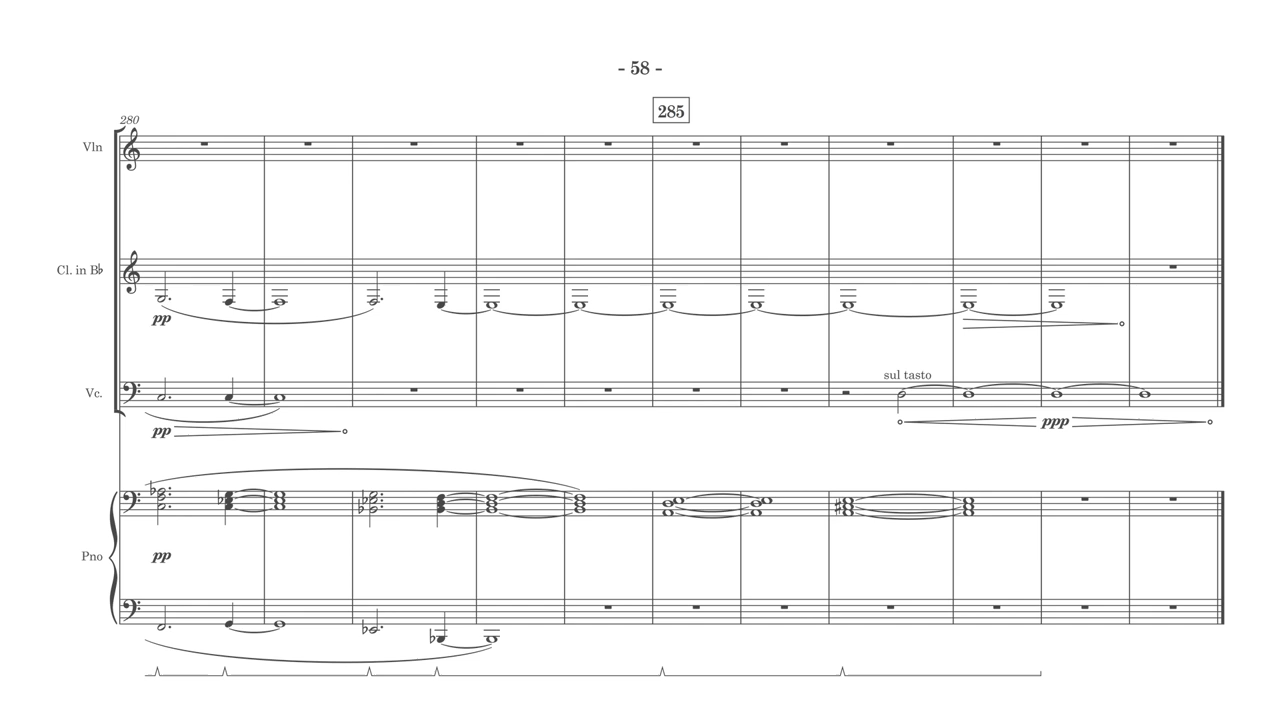 - 58 -
285
280
Vln
Cl. in B♭
pp
sul tasto
Vc.
pp
ppp
pp
Pno